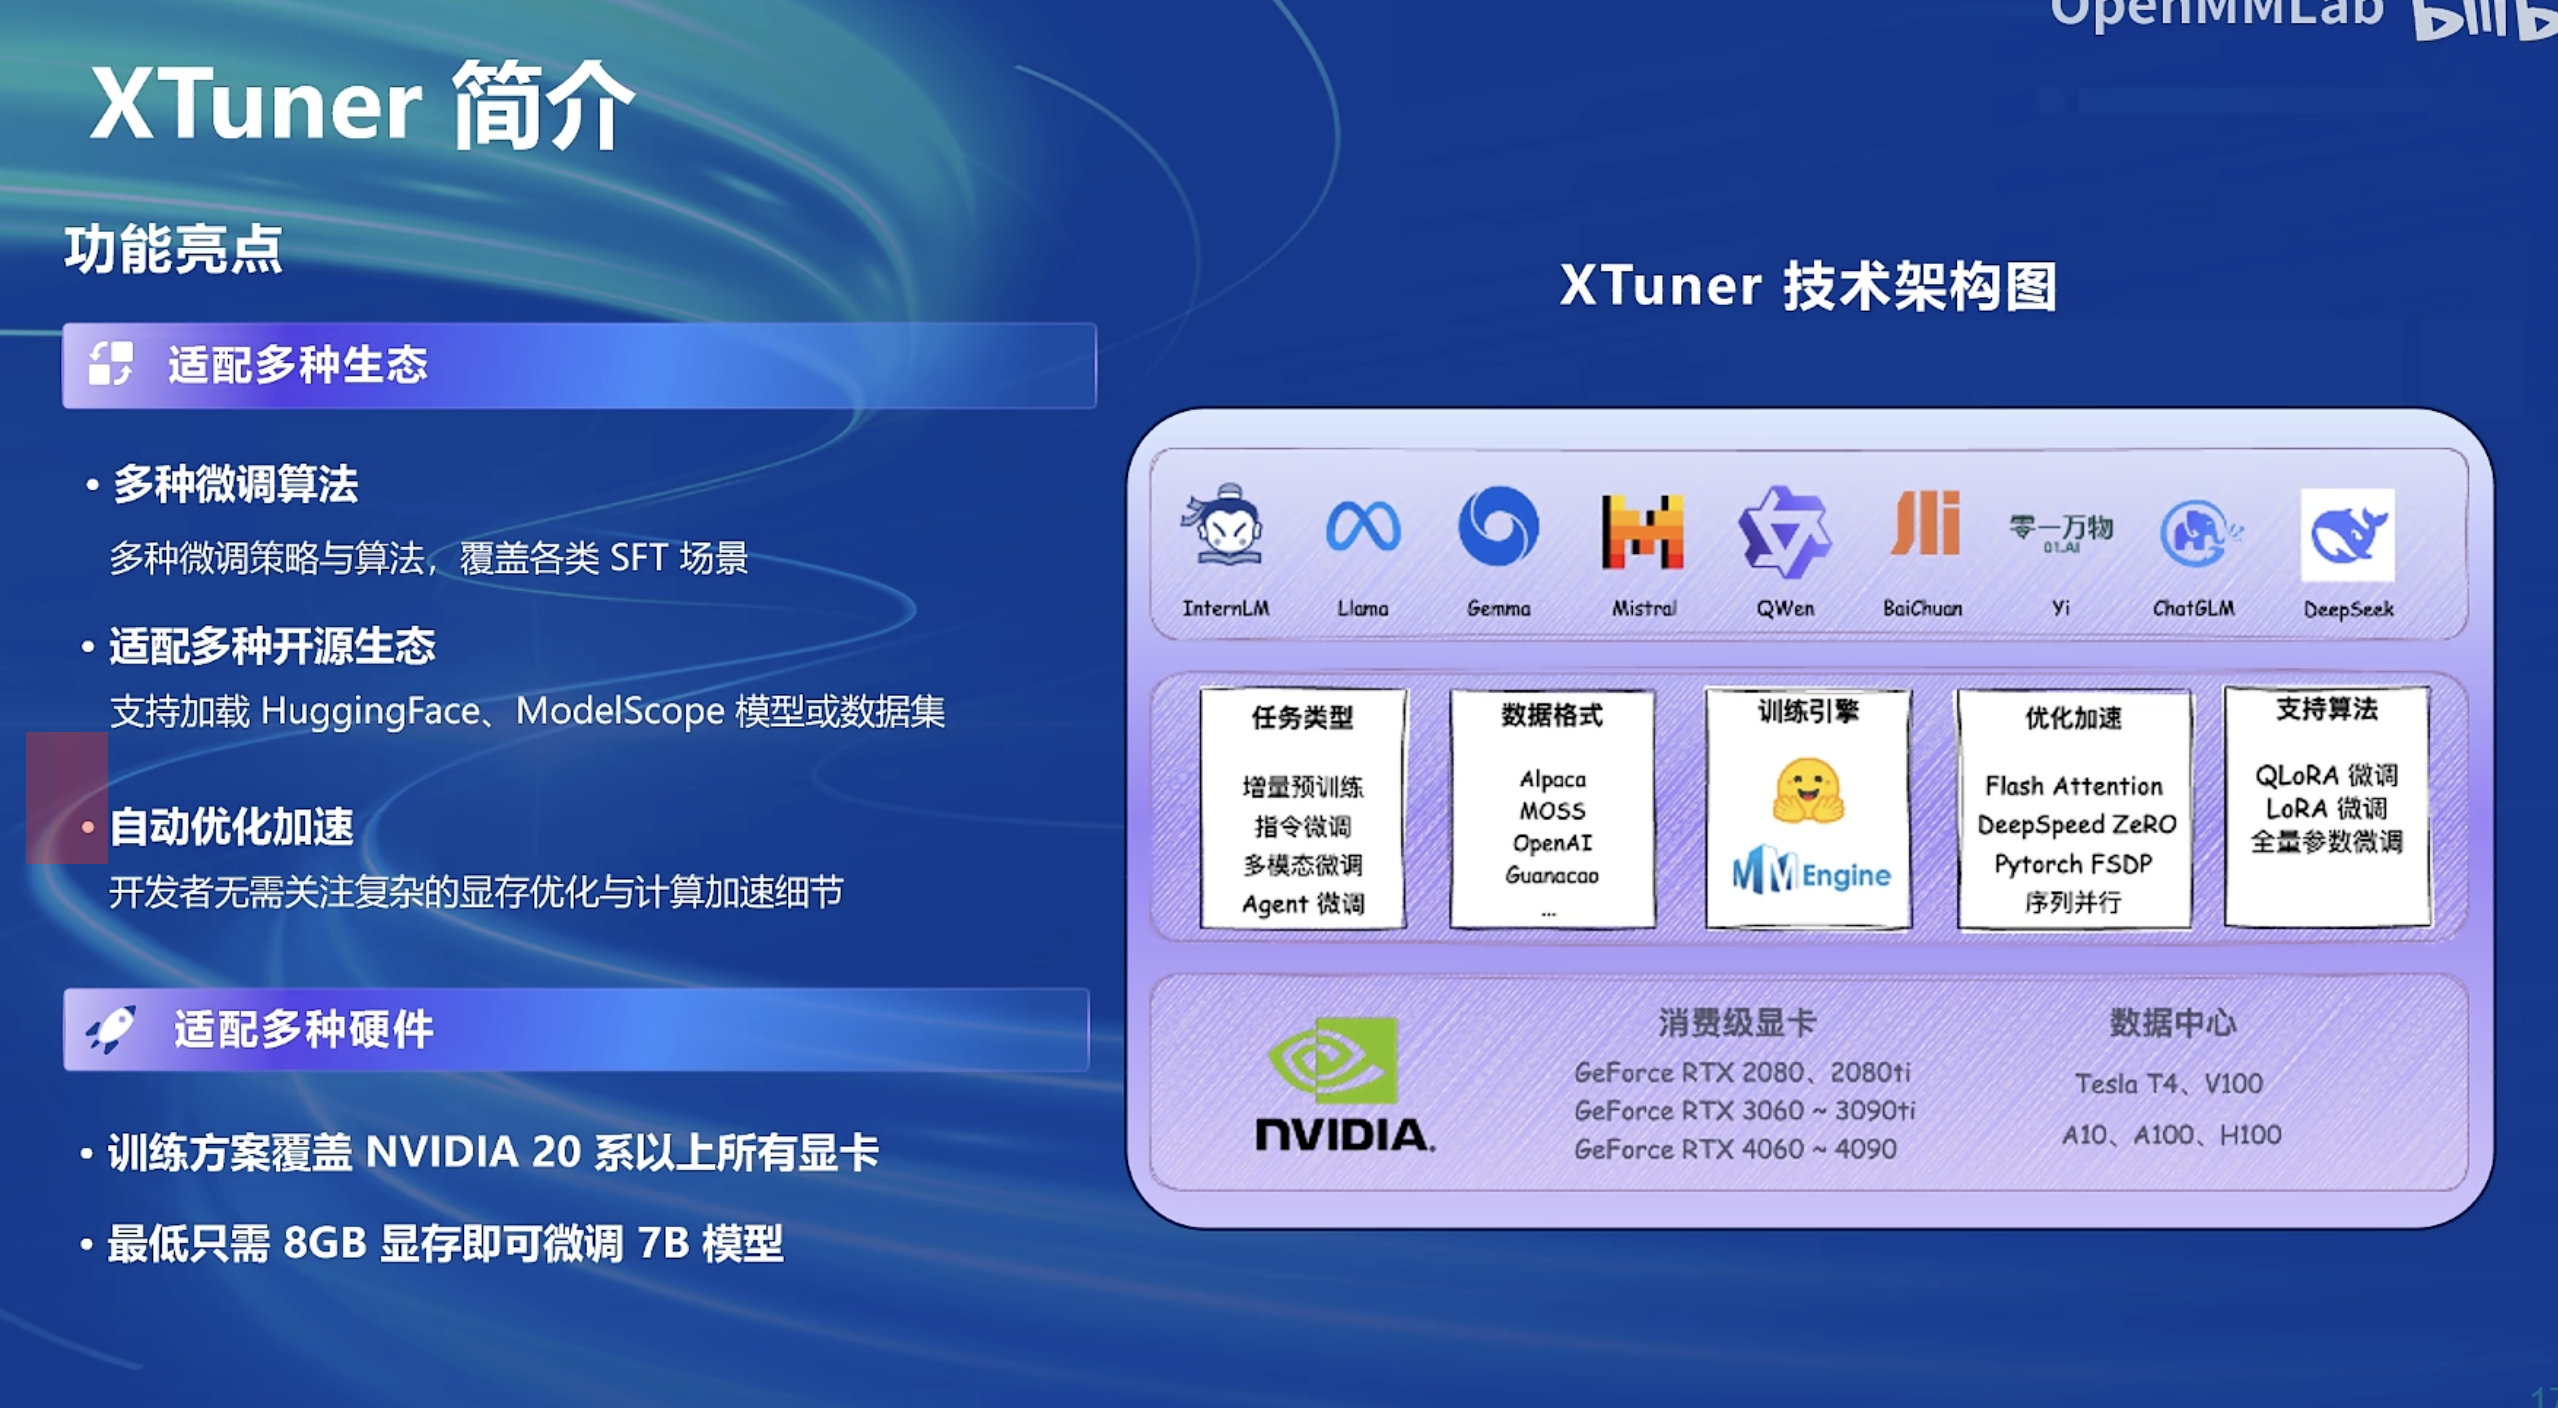 OpenMMLab bilib
XTuner 简介
功能亮点
适配多种生态
• 多种微调算法
多种微调策略与算法，覆盖各类 SFT 场景
• 适配多种开源生态
支持加载 HuggingFace、ModelScope 模型或数据集
• 自动优化加速
开发者无需关注复杂的显存优化与计算加速细节
适配多种硬件
• 训练方案覆盖 NVIDIA 20 系以上所有显卡
• 最低只需 8GB 显存即可微调 7B 模型
XTuner 技术架构图
零一万物
01.AI
InternLM Llama Gemma Mistral QWen BaiChuan Yi ChatGLM DeepSeek
任务类型
增量预训练
指令微调
多模态微调
Agent 微调
数据格式
Alpaca
MOSS
OpenAI
Guanacao
...
训练引擎
MMEngine
优化加速
Flash Attention
DeepSpeed ZeRO
Pytorch FSDP
序列并行
支持算法
QLoRA 微调
LoRA 微调
全量参数微调
NVIDIA.
消费级显卡
GeForce RTX 2080、2080ti
GeForce RTX 3060 ~ 3090ti
GeForce RTX 4060 ~ 4090
数据中心
Tesla T4、V100
A10、A100、H100
17